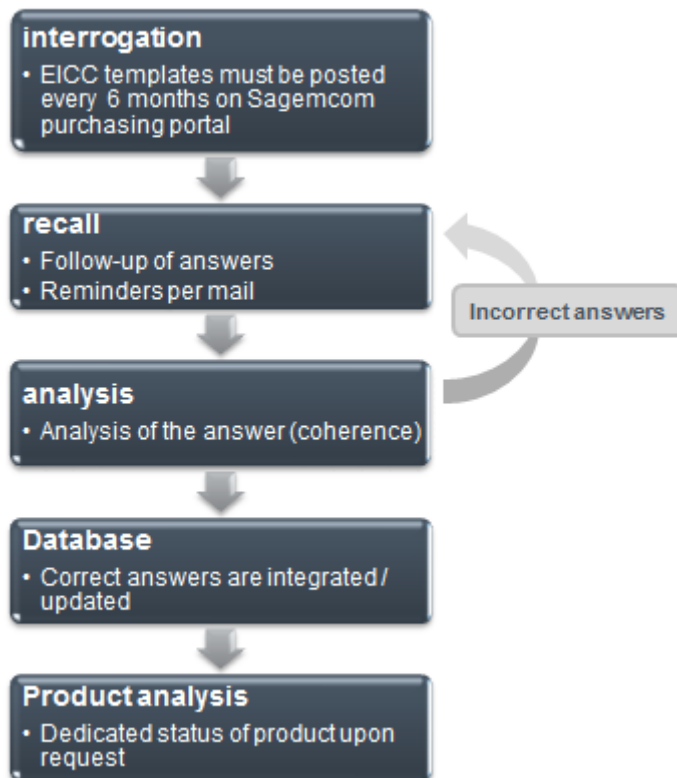 interrogation
• EICC templates must be posted
every 6 months on Sagemcom
purchasing portal
recall
• Follow-up of answers
• Reminders per mail
Incorrect answers
analysis
• Analysis of the answer (coherence)
Database
• Correct answers are integrated /
updated
Product analysis
• Dedicated status of product upon
request